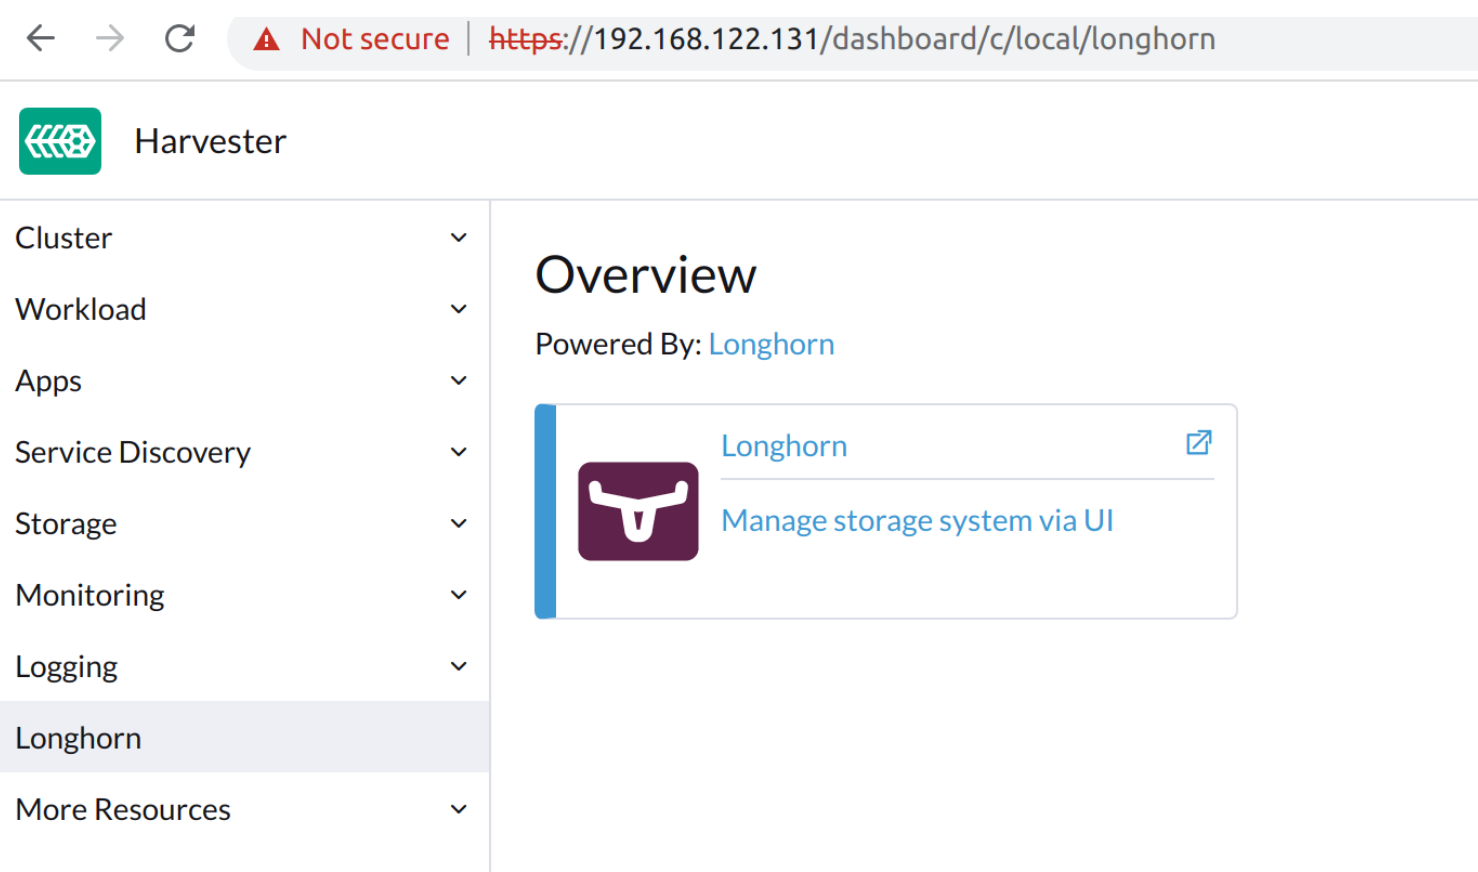 Not secure https://192.168.122.131/dashboard/c/local/longhorn
Harvester
Cluster
Workload
Apps
Service Discovery
Storage
Monitoring
Logging
Longhorn
More Resources
Overview
Powered By: Longhorn
Longhorn
Manage storage system via UI